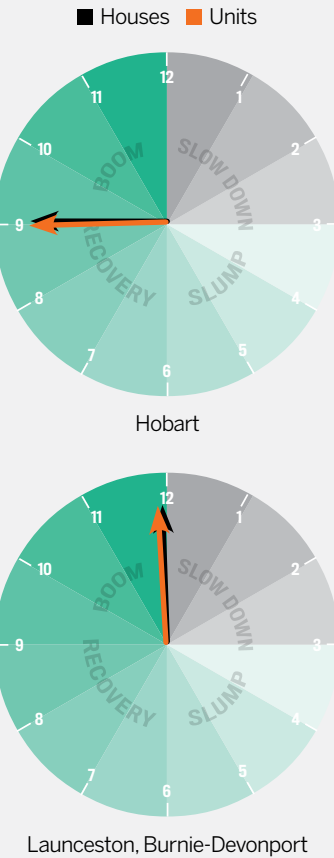 Houses Units
12
11 1
10 2
BOOM SLOW DOWN
9 3
RECOVERY SLUMP
8 4
7 5
6
Hobart
12
11 1
10 2
BOOM SLOW DOWN
9 3
RECOVERY SLUMP
8 4
7 5
6
Launceston, Burnie-Devonport